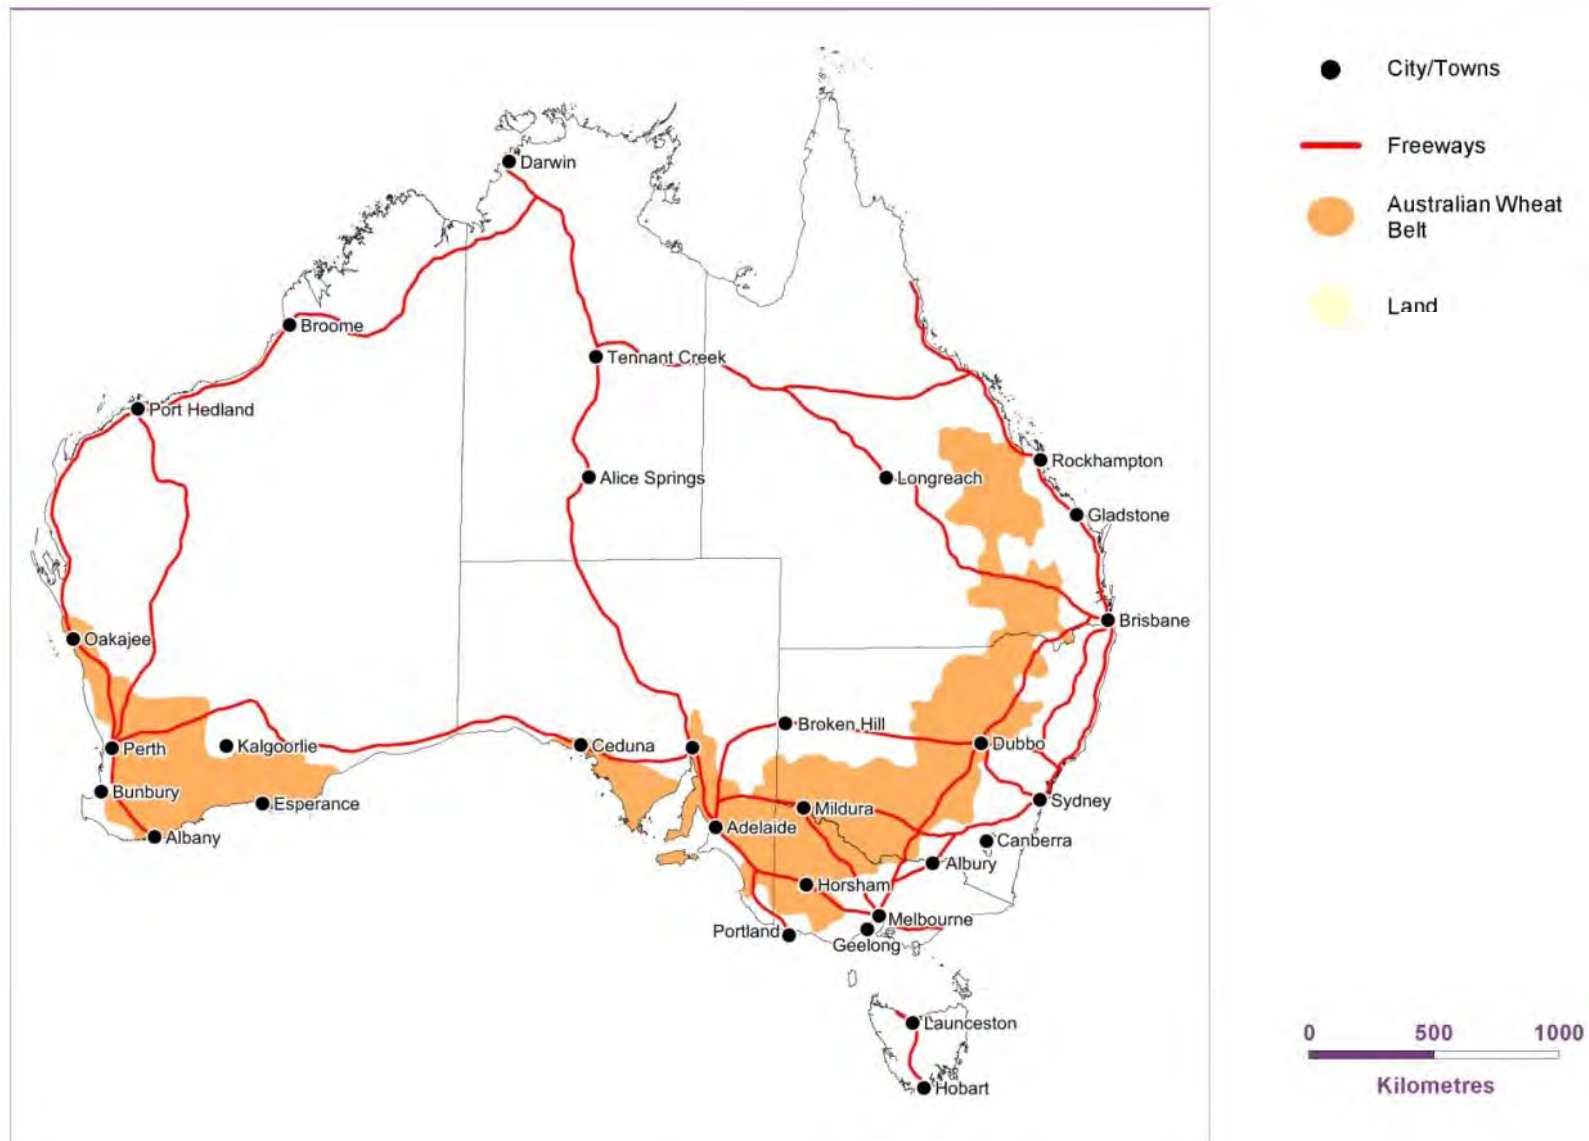 City/Towns
Freeways
Australian Wheat
Belt
Land
Darwin
Broome
Tennant Creek
Port Hedland
Alice Springs
Longreach
Rockhampton
Gladstone
Brisbane
Oakajee
Broken Hill
Perth
Kalgoorlie
Ceduna
Dubbo
Bunbury
Esperance
Mildura
Sydney
Albany
Adelaide
Canberra
Albury
Horsham
Melbourne
Portland
Geelong
Launceston
Hobart
0 500 1000
Kilometres